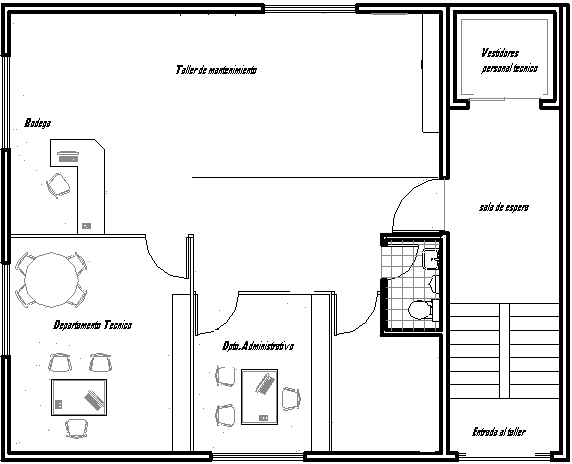 Vestidores
personal tecnico
Taller de mantenimiento
Bodega
sala de espera
Departamento Tecnico
Dpto. Administrativo
Entrada al taller